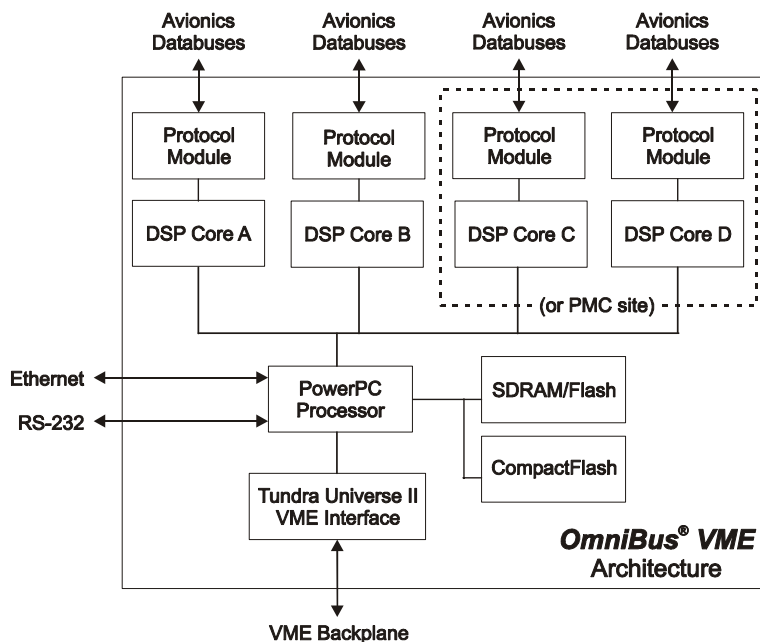 Avionics
Databuses
Avionics
Databuses
Avionics
Databuses
Avionics
Databuses
Protocol
Module
Protocol
Module
Protocol
Module
Protocol
Module
DSP Core A
DSP Core B
DSP Core C
DSP Core D
(or PMC site)
Ethernet
RS-232
PowerPC
Processor
SDRAM/Flash
CompactFlash
Tundra Universe II
VME Interface
OmniBus® VME
Architecture
VME Backplane